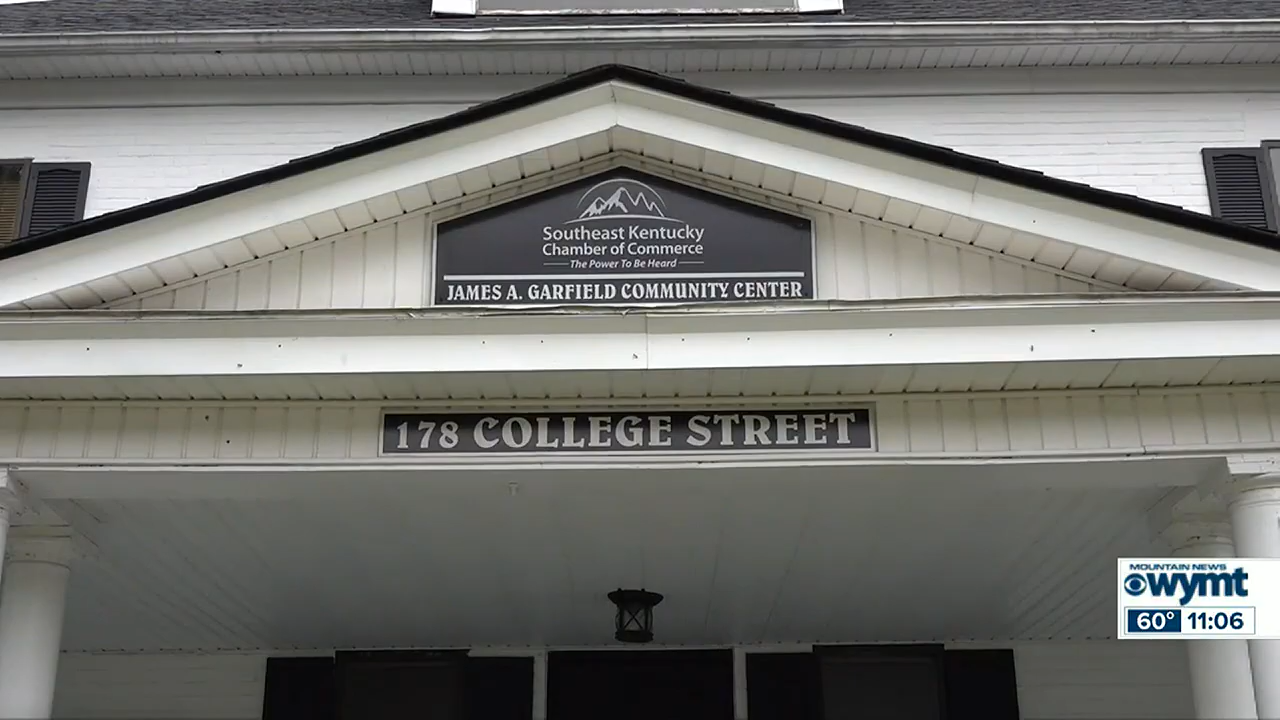 Southeast Kentucky
Chamber of Commerce
The Power To Be Heard
JAMES A. GARFIELD COMMUNITY CENTER
178 COLLEGE STREET
MOUNTAIN NEWS
wymt
60° 11:06